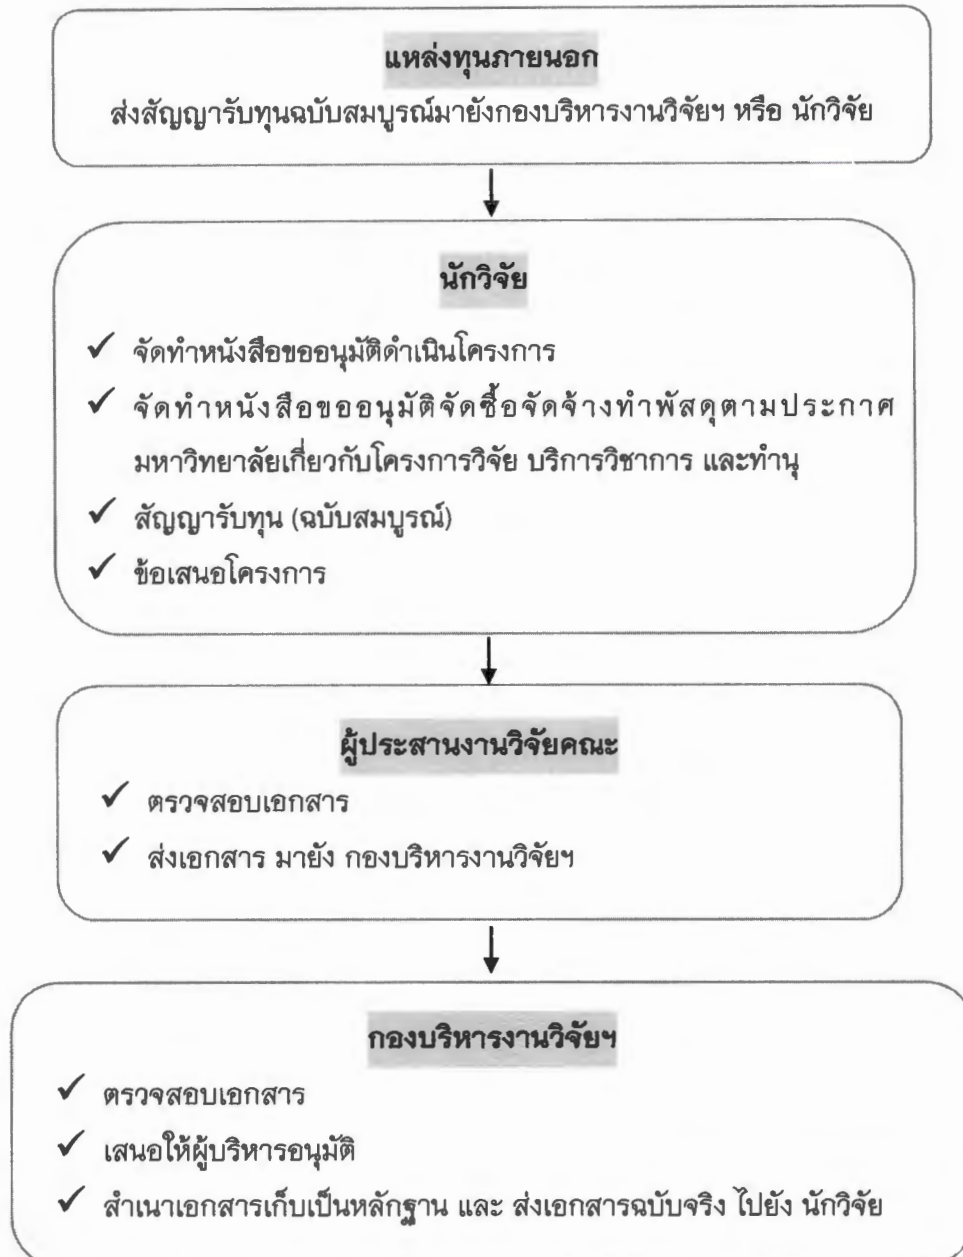 แหล่งทุนภายนอก
ส่งสัญญารับทุนฉบับสมบูรณ์มายังกองบริหารงานวิจัยฯ หรือ นักวิจัย
นักวิจัย
✓ จัดทำหนังสือขออนุมัติดำเนินโครงการ
✓ จัดทำหนังสือขออนุมัติจัดซื้อจัดจ้างทำพัสดุตามประกาศ
มหาวิทยาลัยเกี่ยวกับโครงการวิจัย บริการวิชาการ และทำนุ
✓ สัญญารับทุน (ฉบับสมบูรณ์)
✓ ข้อเสนอโครงการ
ผู้ประสานงานวิจัยคณะ
✓ ตรวจสอบเอกสาร
✓ ส่งเอกสาร มายัง กองบริหารงานวิจัยฯ
กองบริหารงานวิจัยฯ
✓ ตรวจสอบเอกสาร
✓ เสนอให้ผู้บริหารอนุมัติ
✓ สำเนาเอกสารเก็บเป็นหลักฐาน และ ส่งเอกสารฉบับจริง ไปยัง นักวิจัย